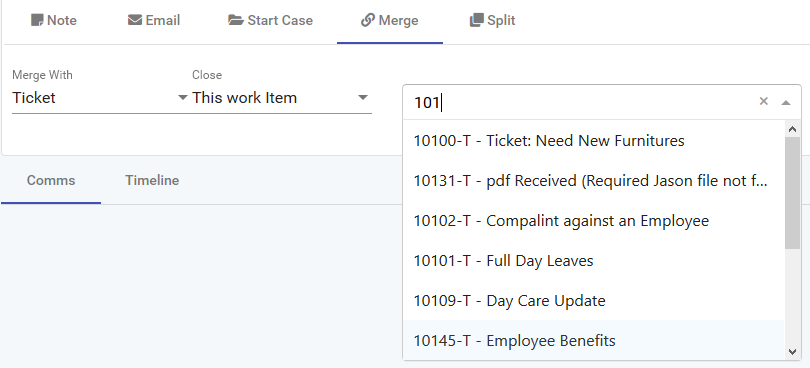 Note Email Start Case Merge Split
Merge With Close
Ticket This work Item 101
10100-T - Ticket: Need New Furnitures
10131-T - pdf Received (Required Jason file not f...
Comms Timeline
10102-T - Compalint against an Employee
10101-T - Full Day Leaves
10109-T - Day Care Update
10145-T - Employee Benefits